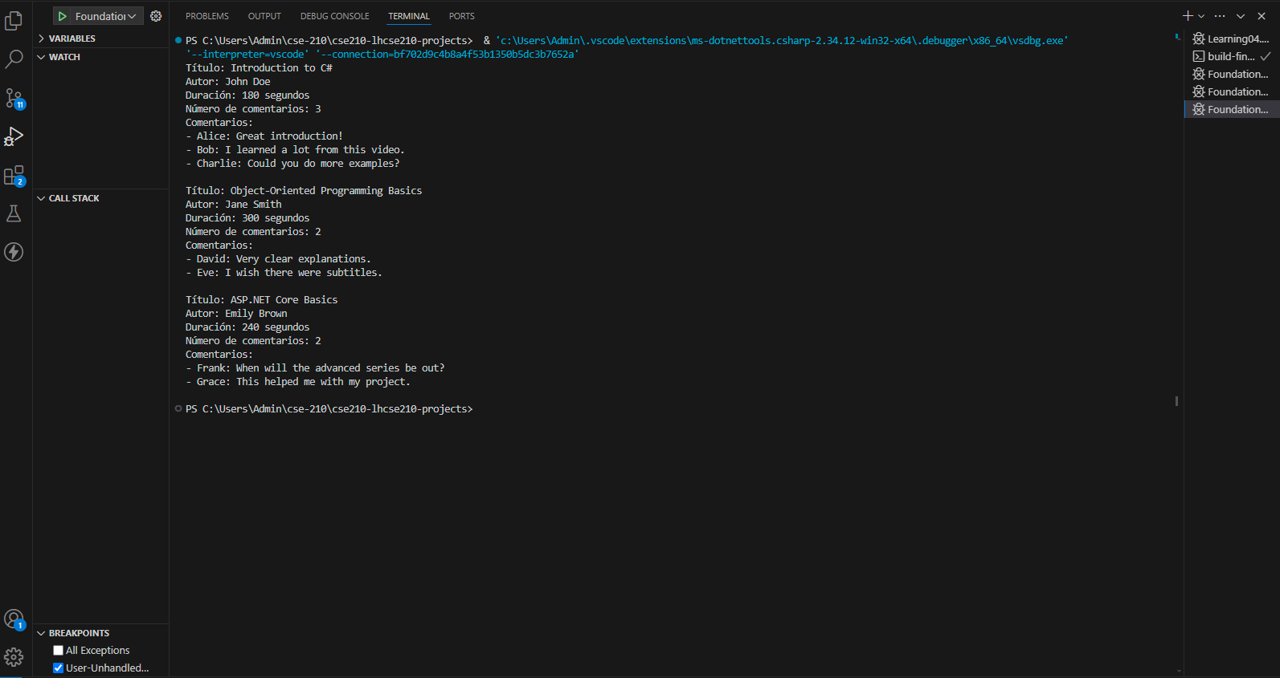 Foundation
PROBLEMS OUTPUT DEBUG CONSOLE TERMINAL PORTS
VARIABLES
WATCH
CALL STACK
BREAKPOINTS
All Exceptions
User-Unhandled...
11
2
1
PS C:\Users\Admin\cse-210\cse210-lhcse210-projects> & 'c:\Users\Admin\.vscode\extensions\ms-dotnettools.csharp-2.34.12-win32-x64\.debugger\x86_64\vsdbg.exe'
'--interpreter=vscode' '--connection=bf702d9c4b8a4f53b1350b5dc3b7652a'
Título: Introduction to C#
Autor: John Doe
Duración: 180 segundos
Número de comentarios: 3
Comentarios:
- Alice: Great introduction!
- Bob: I learned a lot from this video.
- Charlie: Could you do more examples?
Título: Object-Oriented Programming Basics
Autor: Jane Smith
Duración: 300 segundos
Número de comentarios: 2
Comentarios:
- David: Very clear explanations.
- Eve: I wish there were subtitles.
Título: ASP.NET Core Basics
Autor: Emily Brown
Duración: 240 segundos
Número de comentarios: 2
Comentarios:
- Frank: When will the advanced series be out?
- Grace: This helped me with my project.
PS C:\Users\Admin\cse-210\cse210-lhcse210-projects>
Learning04....
build-fin...
Foundation...
Foundation...
Foundation...